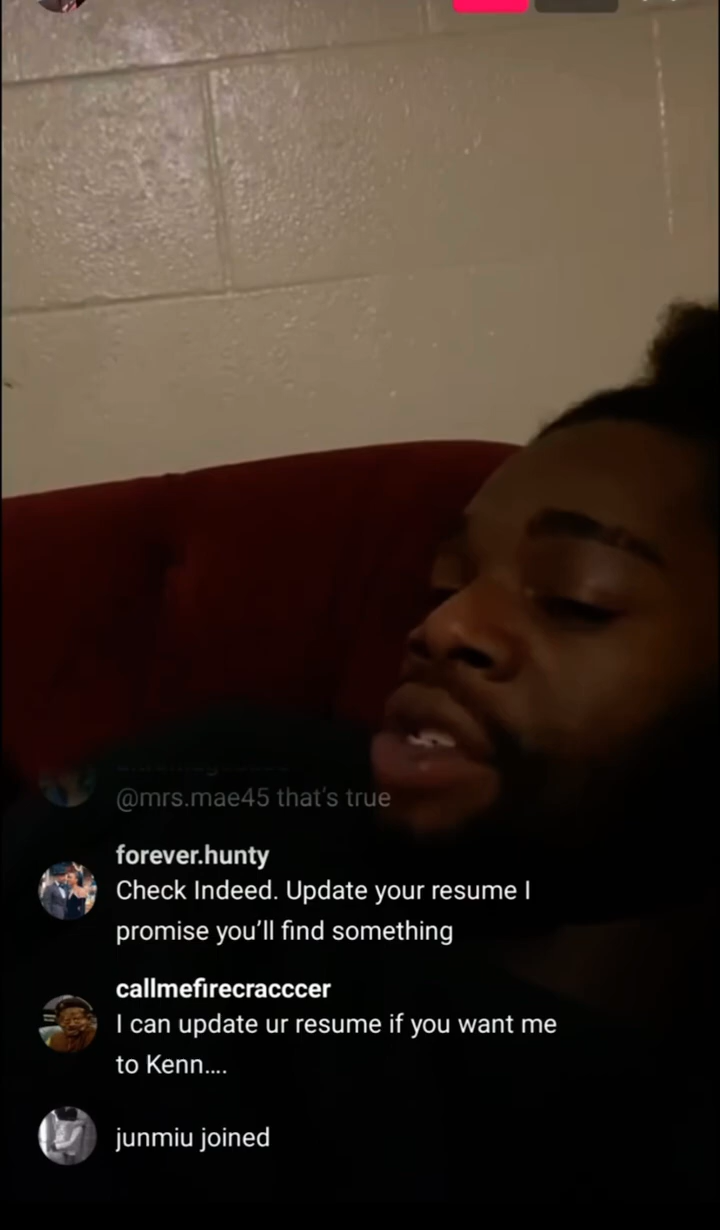 @mrs.mae45 that's true
forever.hunty
Check Indeed. Update your resume I
promise you’ll find something
callmefirecracccer
I can update ur resume if you want me
to Kenn....
junmiu joined